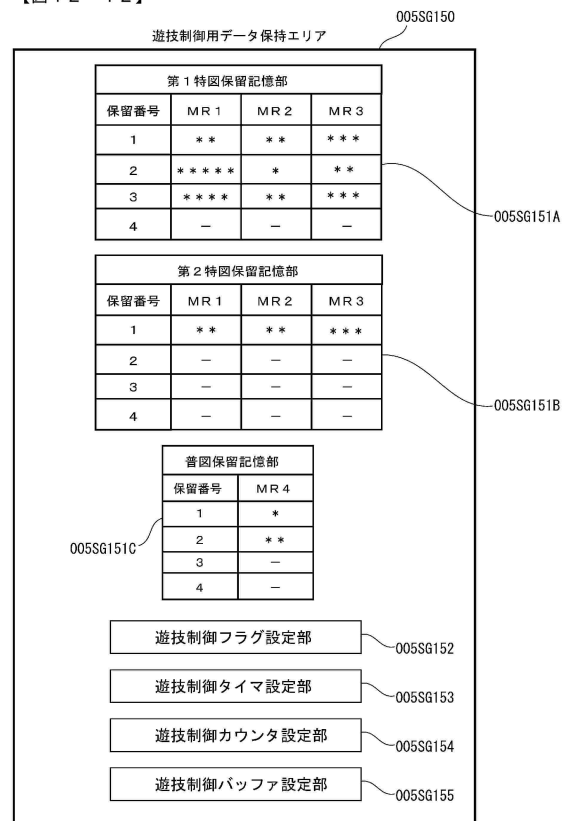 005SG150
遊技制御用データ保持エリア
第1特図保留記憶部
保留番号 MR1 MR2 MR3
1 ** ** ***
2 ***** * **
3 **** ** ***
4 － － －
005SG151A
第2特図保留記憶部
保留番号 MR1 MR2 MR3
1 ** ** ***
2 － － －
3 － － －
4 － － －
005SG151B
普図保留記憶部
保留番号 MR4
1 *
2 **
3 －
4 －
005SG151C
遊技制御フラグ設定部
005SG152
遊技制御タイマ設定部
005SG153
遊技制御カウンタ設定部
005SG154
遊技制御バッファ設定部
005SG155